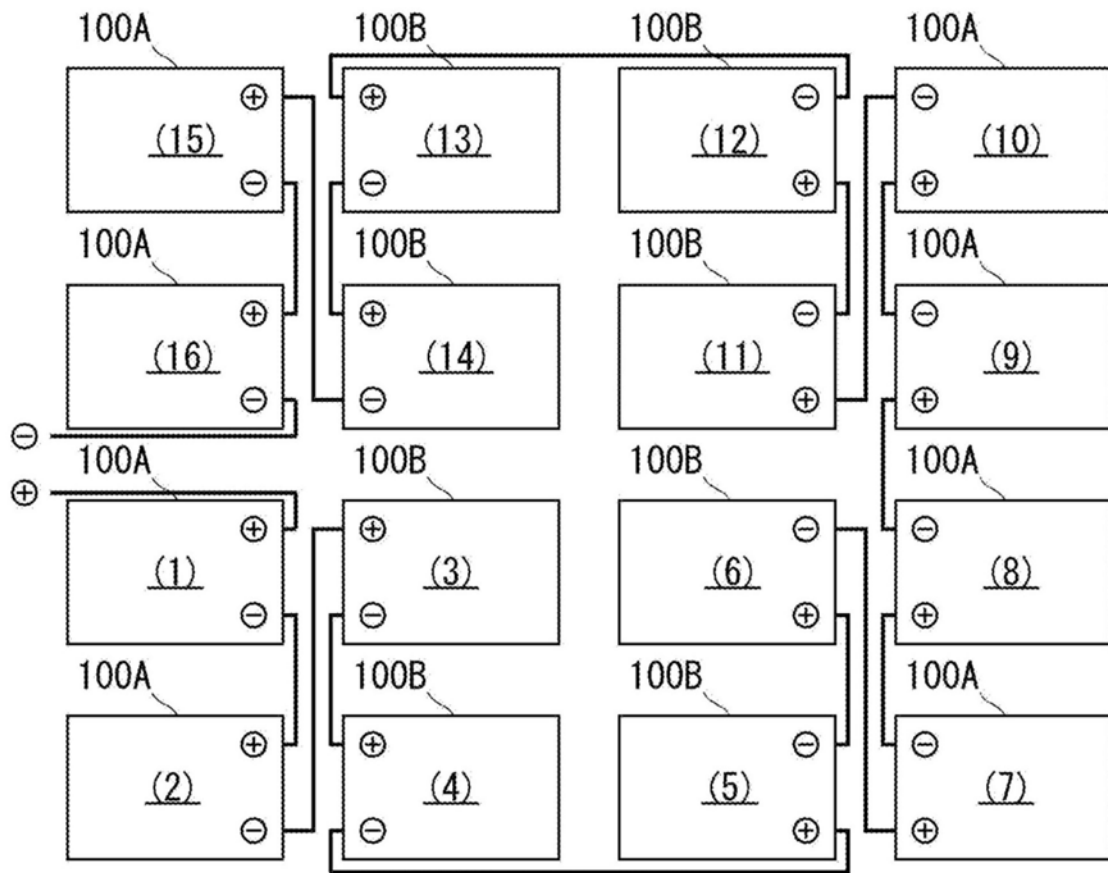 100A 100B 100B 100A
⊕ ⊕ ⊖ ⊖
(15) (13) (12) (10)
⊖ ⊖ ⊕ ⊕
100A 100B 100B 100A
⊕ ⊕ ⊖ ⊖
(16) (14) (11) (9)
⊖ ⊖ ⊕ ⊕
⊖
100A 100B 100B 100A
⊕
⊕ ⊕ ⊖ ⊖
(1) (3) (6) (8)
⊖ ⊖ ⊕ ⊕
100A 100B 100B 100A
⊕ ⊕ ⊖ ⊖
(2) (4) (5) (7)
⊖ ⊖ ⊕ ⊕